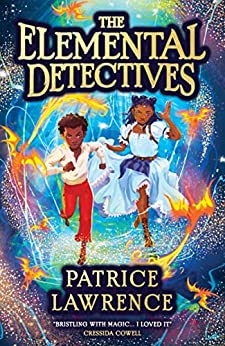 THE
ELEMENTAL
DETECTIVES
PATRICE
LAWRENCE
"BRISTLING WITH MAGIC... I LOVED IT"
CRESSIDA COWELL